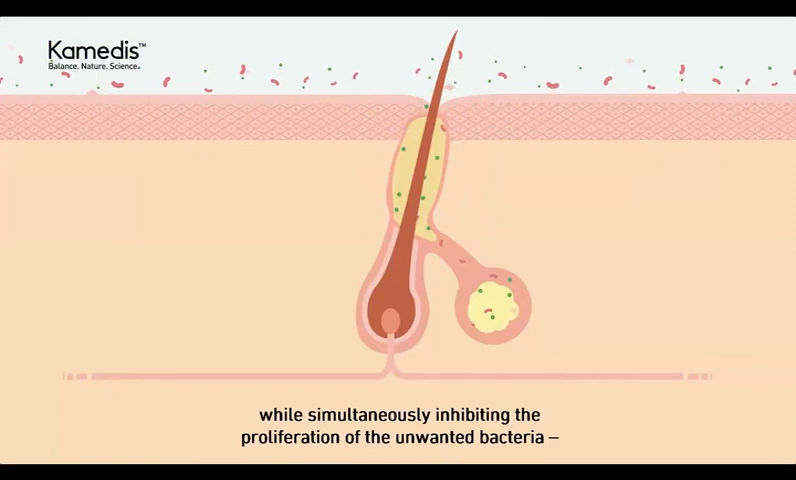 Kamedis™
Balance. Nature. Science.
while simultaneously inhibiting the
proliferation of the unwanted bacteria –